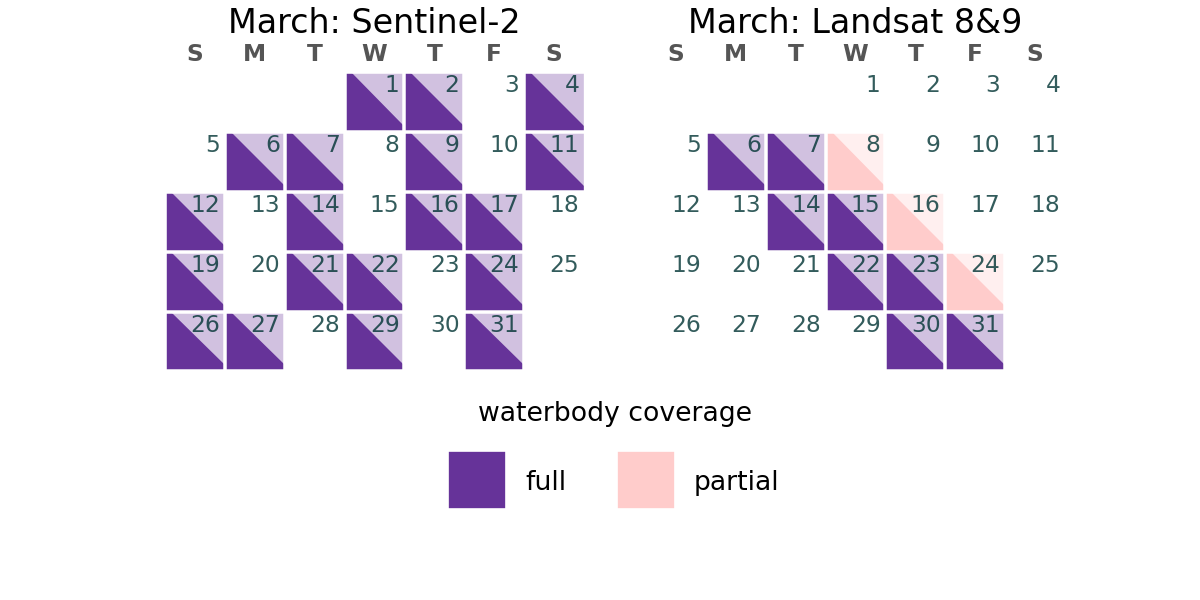 March: Sentinel-2
S M T W T F S
1 2 3 4
5 6 7 8 9 10 11
12 13 14 15 16 17 18
19 20 21 22 23 24 25
26 27 28 29 30 31
March: Landsat 8&9
S M T W T F S
1 2 3 4
5 6 7 8 9 10 11
12 13 14 15 16 17 18
19 20 21 22 23 24 25
26 27 28 29 30 31
waterbody coverage
full partial